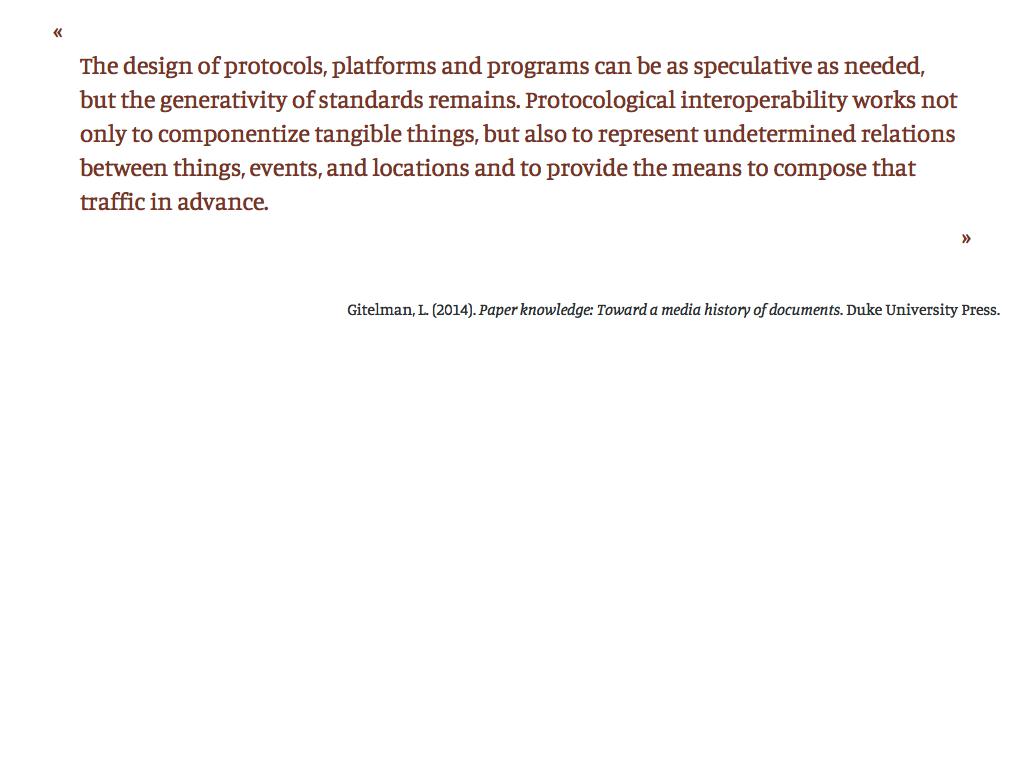 «
The design of protocols, platforms and programs can be as speculative as needed,
but the generativity of standards remains. Protocological interoperability works not
only to componentize tangible things, but also to represent undetermined relations
between things, events, and locations and to provide the means to compose that
traffic in advance.
»
Gitelman, L. (2014). Paper knowledge: Toward a media history of documents. Duke University Press.